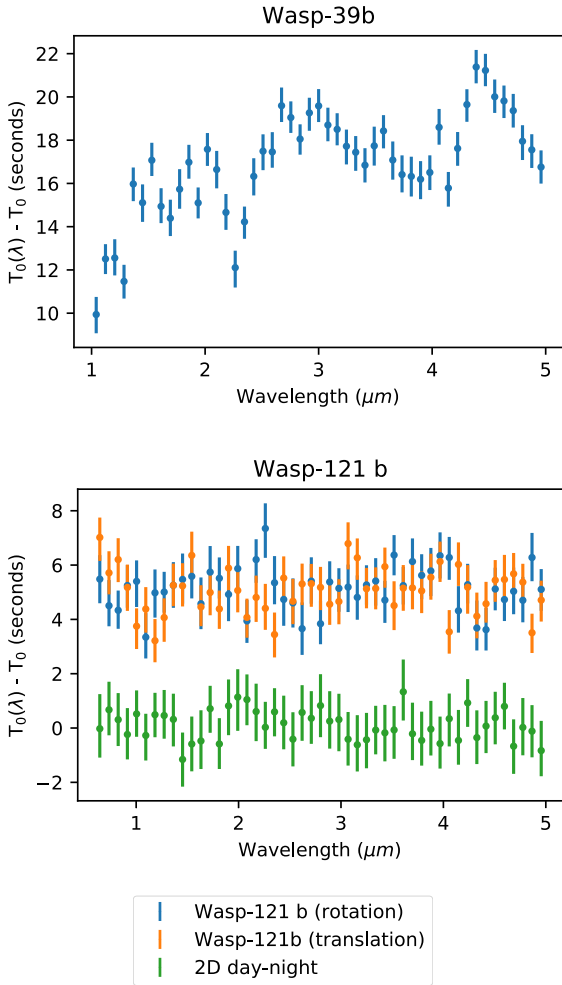 Wasp-39b
22
20
18
16
14
12
10
T₀(λ) - T₀ (seconds)
1 2 3 4 5
Wavelength (μm)
Wasp-121 b
8
6
4
2
0
−2
T₀(λ) - T₀ (seconds)
1 2 3 4 5
Wavelength (μm)
Wasp-121 b (rotation)
Wasp-121b (translation)
2D day-night